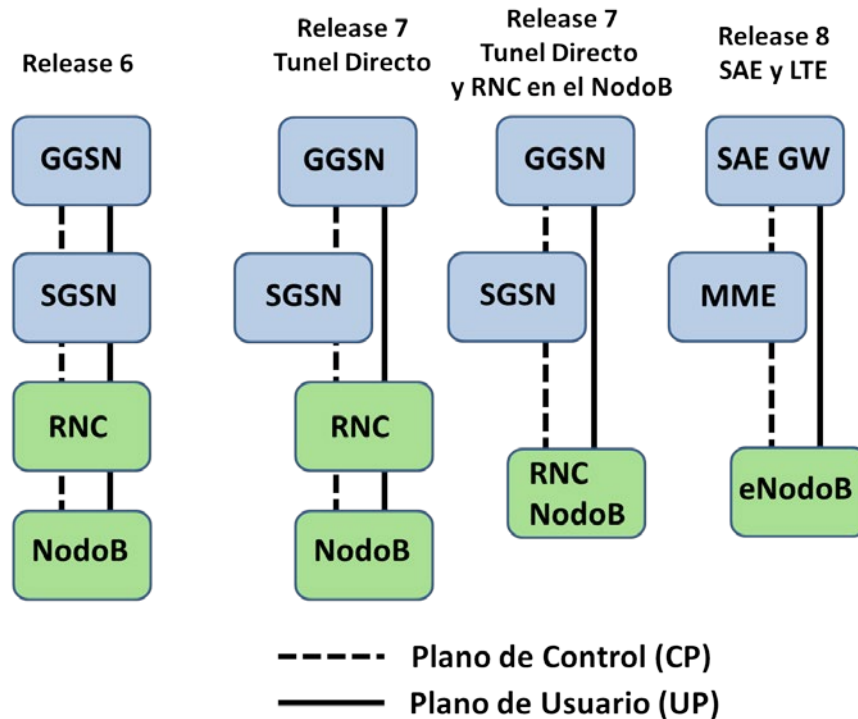 Release 6
Release 7
Tunel Directo
Release 7
Tunel Directo
y RNC en el NodoB
Release 8
SAE y LTE
GGSN
GGSN
GGSN
SAE GW
SGSN
SGSN
SGSN
MME
RNC
RNC
RNC
NodoB
eNodoB
NodoB
NodoB
Plano de Control (CP)
Plano de Usuario (UP)